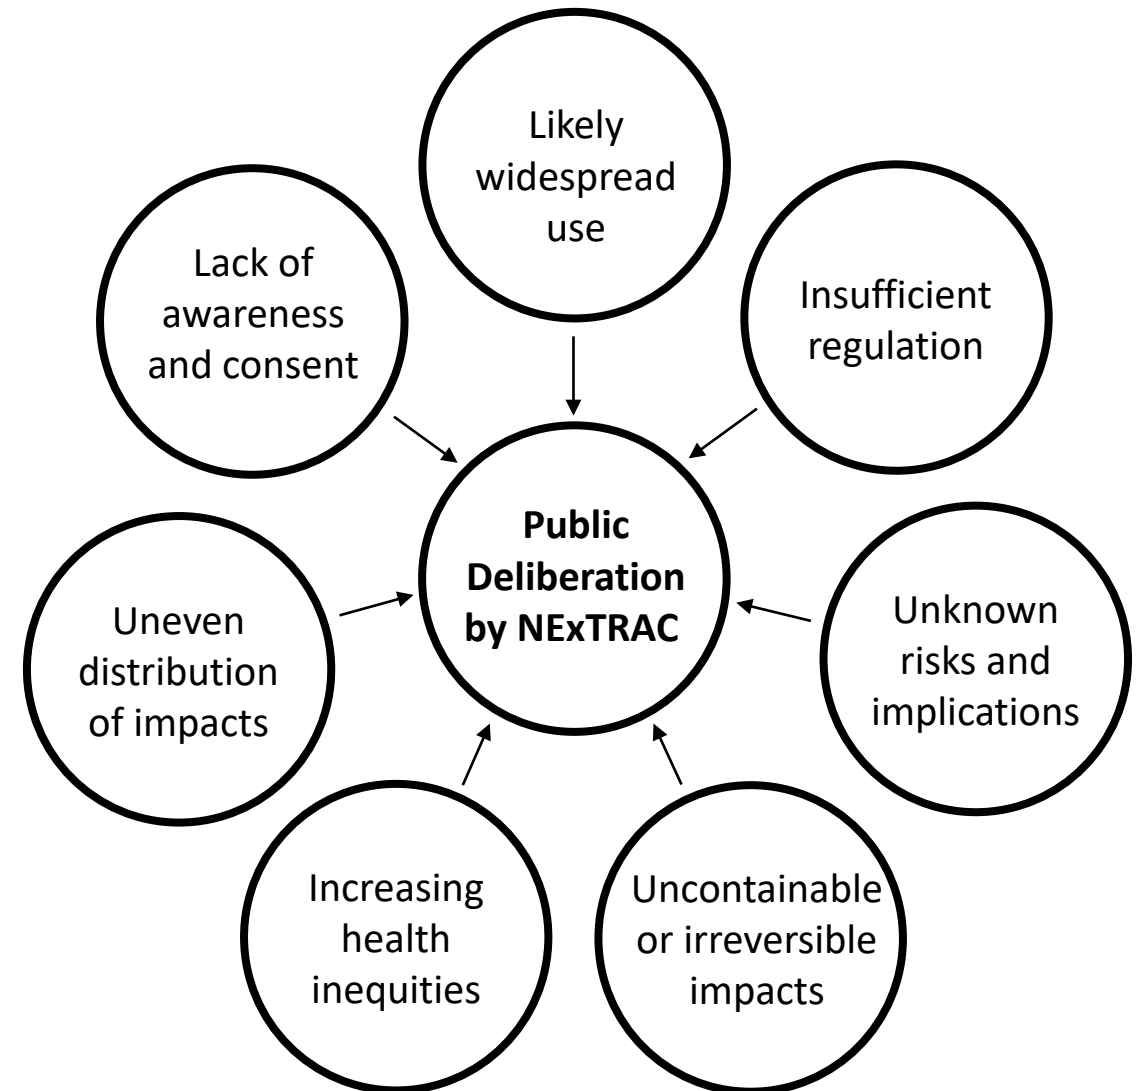 Likely
widespread
use
Insufficient
regulation
Unknown
risks and
implications
Uncontainable
or irreversible
impacts
Increasing
health
inequities
Uneven
distribution
of impacts
Lack of
awareness
and consent
Public
Deliberation
by NExTRAC